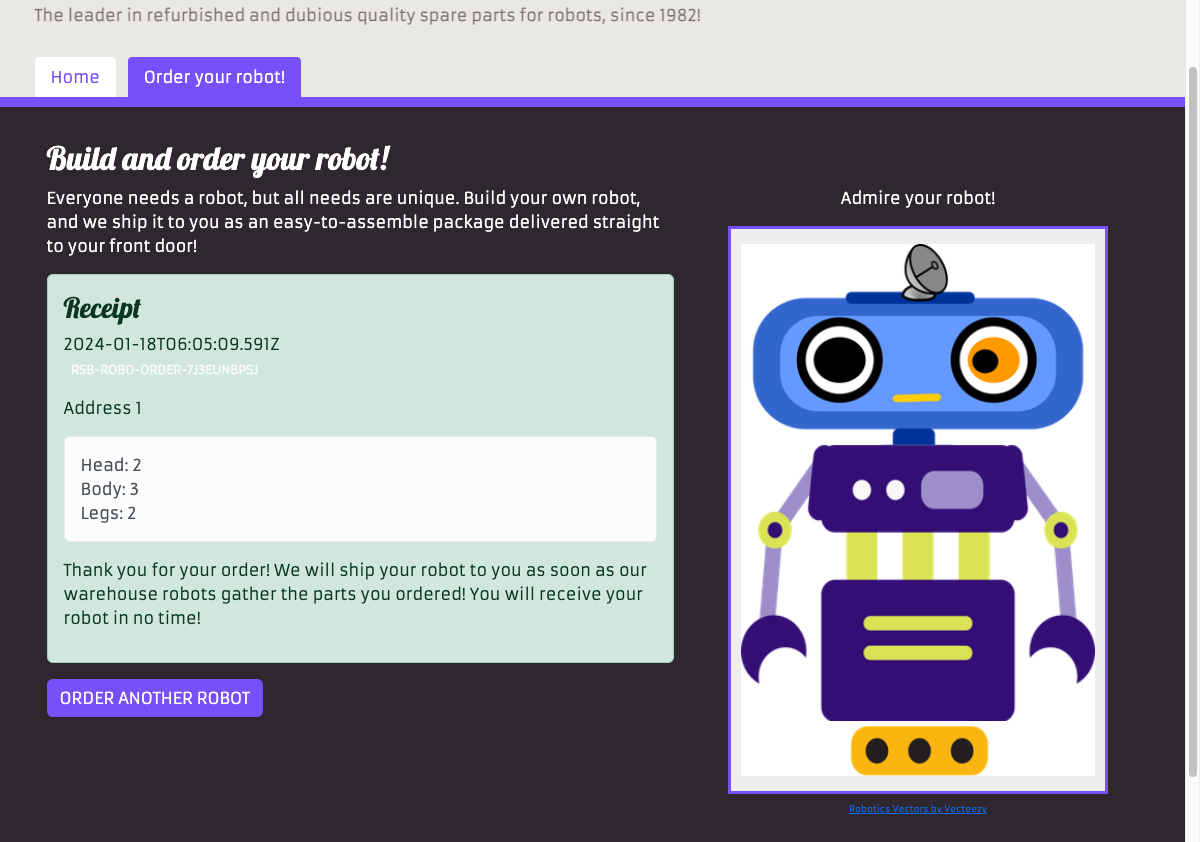 The leader in refurbished and dubious quality spare parts for robots, since 1982!
Home
Order your robot!
Build and order your robot!
Everyone needs a robot, but all needs are unique. Build your own robot,
and we ship it to you as an easy-to-assemble package delivered straight
to your front door!
Receipt
2024-01-18T06:05:09.591Z
RSB-ROBO-ORDER-7J3EUNBPSJ
Address 1
Head: 2
Body: 3
Legs: 2
Thank you for your order! We will ship your robot to you as soon as our
warehouse robots gather the parts you ordered! You will receive your
robot in no time!
ORDER ANOTHER ROBOT
Admire your robot!
Robotics Vectors by Vecteezy